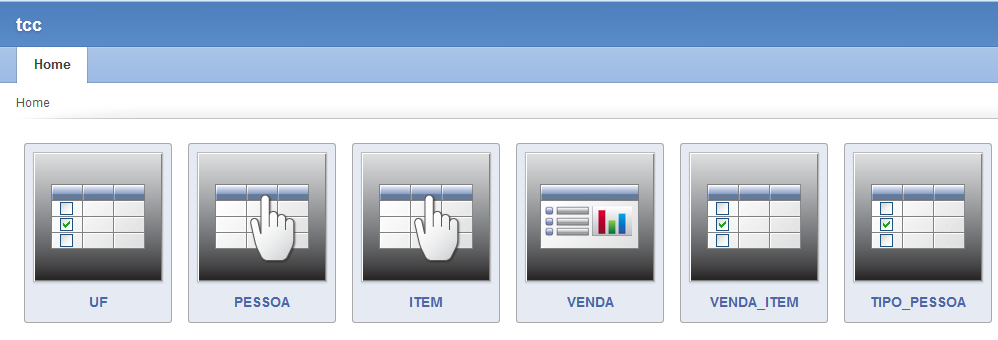 tcc
Home
Home
UF PESSOA ITEM VENDA VENDA_ITEM TIPO_PESSOA